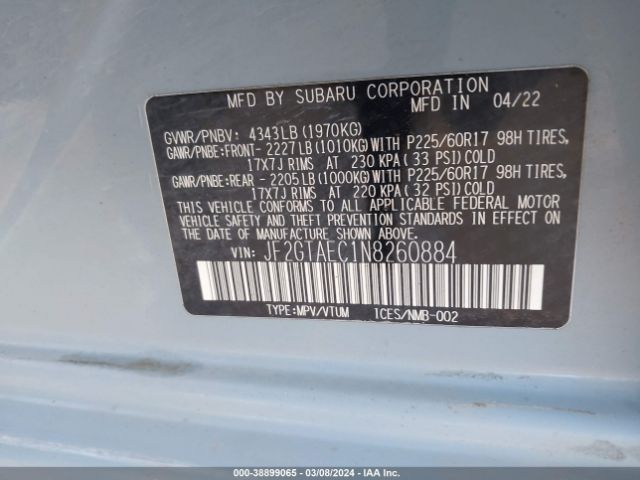 MFD BY SUBARU CORPORATION
MFD IN 04/22
GVWR/PNBV: 4343LB (1970KG)
GAWR/PNBE:FRONT- 2227LB (1010KG)WITH P225/60R17 98H TIRES,
17X7J RIMS AT 230 KPA (33 PSI) COLD
GAWR/PNBE:REAR - 2205LB (1000KG)WITH P225/60R17 98H TIRES,
17X7J RIMS AT 220 KPA (32 PSI) COLD
THIS VEHICLE CONFORMS TO ALL APPLICABLE FEDERAL MOTOR
VEHICLE SAFETY AND THEFT PREVENTION STANDARDS IN EFFECT ON
THE DATE OF MANUFACTURE SHOWN ABOVE.
VIN: JF2GTAEC1N8260884
TYPE:MPV/VTUM ICES/NMB-002
000-38899065 - 03/08/2024 - IAA Inc.